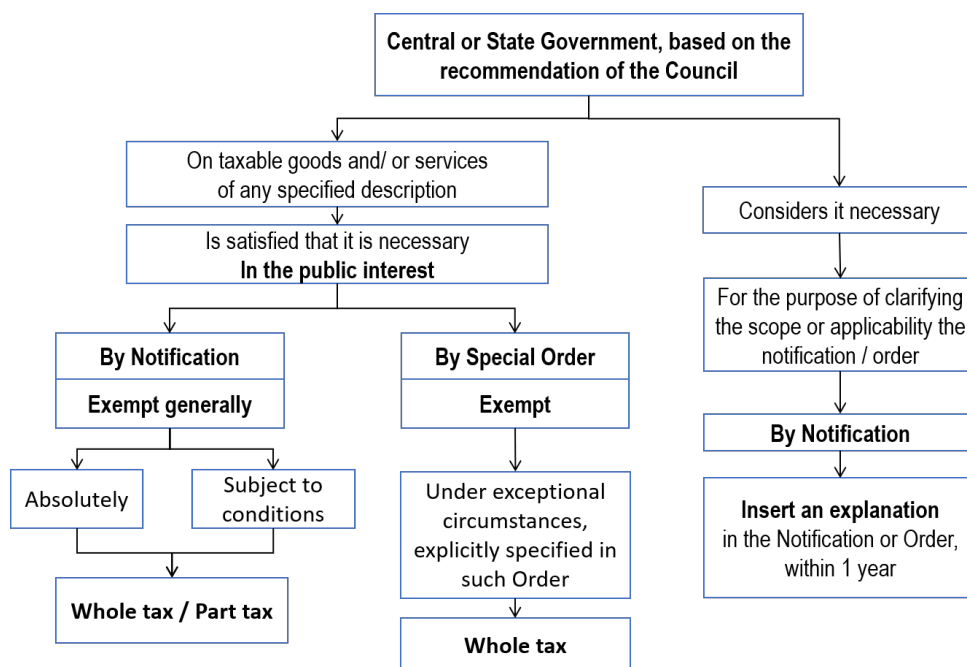 Central or State Government, based on the
recommendation of the Council
On taxable goods and/ or services
of any specified description
Is satisfied that it is necessary
In the public interest
By Notification
Exempt generally
Absolutely
Subject to
conditions
Whole tax / Part tax
By Special Order
Exempt
Under exceptional
circumstances,
explicitly specified in
such Order
Whole tax
Considers it necessary
For the purpose of clarifying
the scope or applicability the
notification / order
By Notification
Insert an explanation
in the Notification or Order,
within 1 year